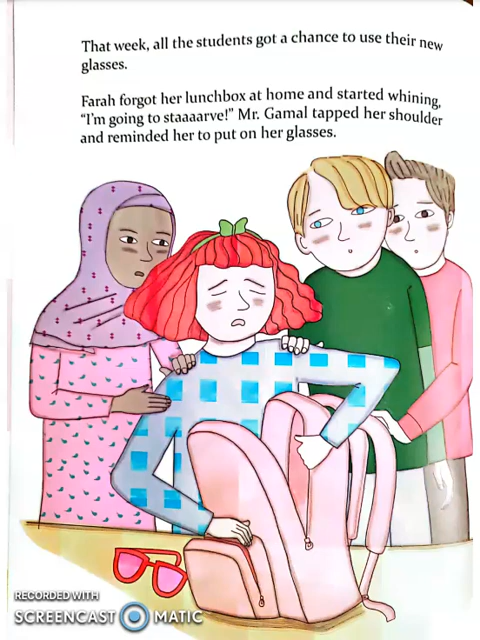 That week, all the students got a chance to use their new
glasses.
Farah forgot her lunchbox at home and started whining,
“I’m going to staaaarve!” Mr. Gamal tapped her shoulder
and reminded her to put on her glasses.
RECORDED WITH
SCREENCAST MATIC